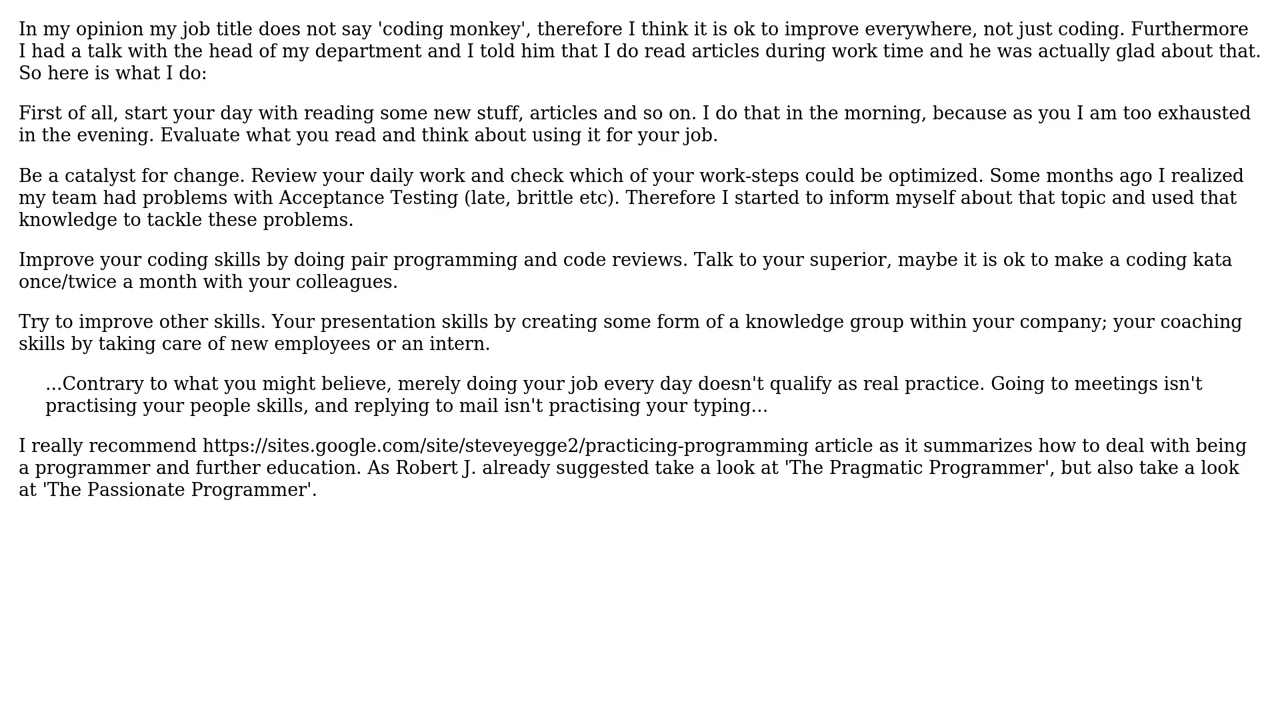 In my opinion my job title does not say 'coding monkey', therefore I think it is ok to improve everywhere, not just coding. Furthermore
I had a talk with the head of my department and I told him that I do read articles during work time and he was actually glad about that.
So here is what I do:
First of all, start your day with reading some new stuff, articles and so on. I do that in the morning, because as you I am too exhausted
in the evening. Evaluate what you read and think about using it for your job.
Be a catalyst for change. Review your daily work and check which of your work-steps could be optimized. Some months ago I realized
my team had problems with Acceptance Testing (late, brittle etc). Therefore I started to inform myself about that topic and used that
knowledge to tackle these problems.
Improve your coding skills by doing pair programming and code reviews. Talk to your superior, maybe it is ok to make a coding kata
once/twice a month with your colleagues.
Try to improve other skills. Your presentation skills by creating some form of a knowledge group within your company; your coaching
skills by taking care of new employees or an intern.
...Contrary to what you might believe, merely doing your job every day doesn't qualify as real practice. Going to meetings isn't
practising your people skills, and replying to mail isn't practising your typing...
I really recommend https://sites.google.com/site/steveyegge2/practicing-programming article as it summarizes how to deal with being
a programmer and further education. As Robert J. already suggested take a look at 'The Pragmatic Programmer', but also take a look
at 'The Passionate Programmer'.